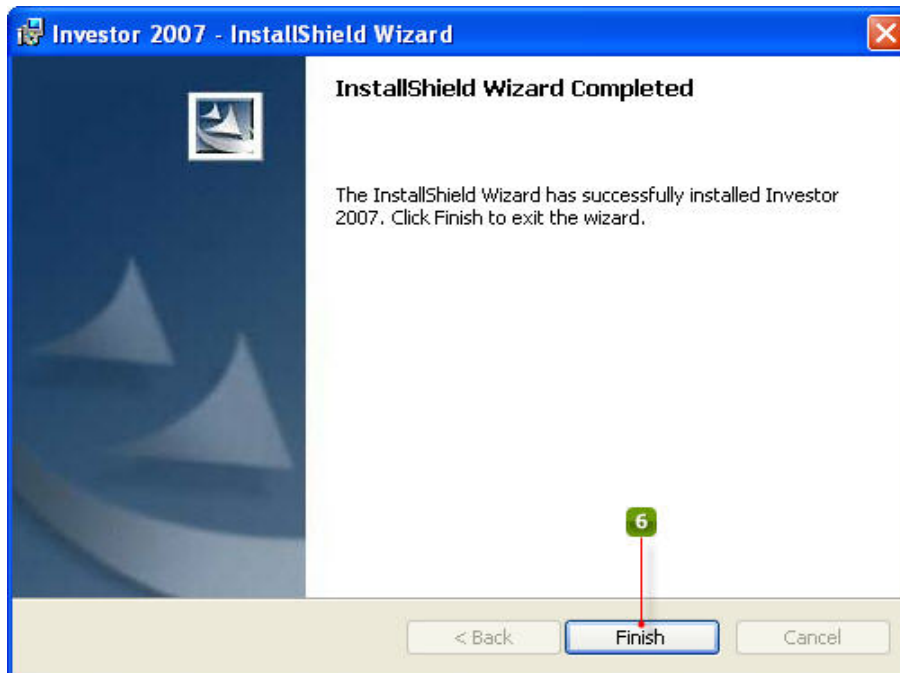 Investor 2007 - InstallShield Wizard
InstallShield Wizard Completed
The InstallShield Wizard has successfully installed Investor
2007. Click Finish to exit the wizard.
6
< Back
Finish
Cancel